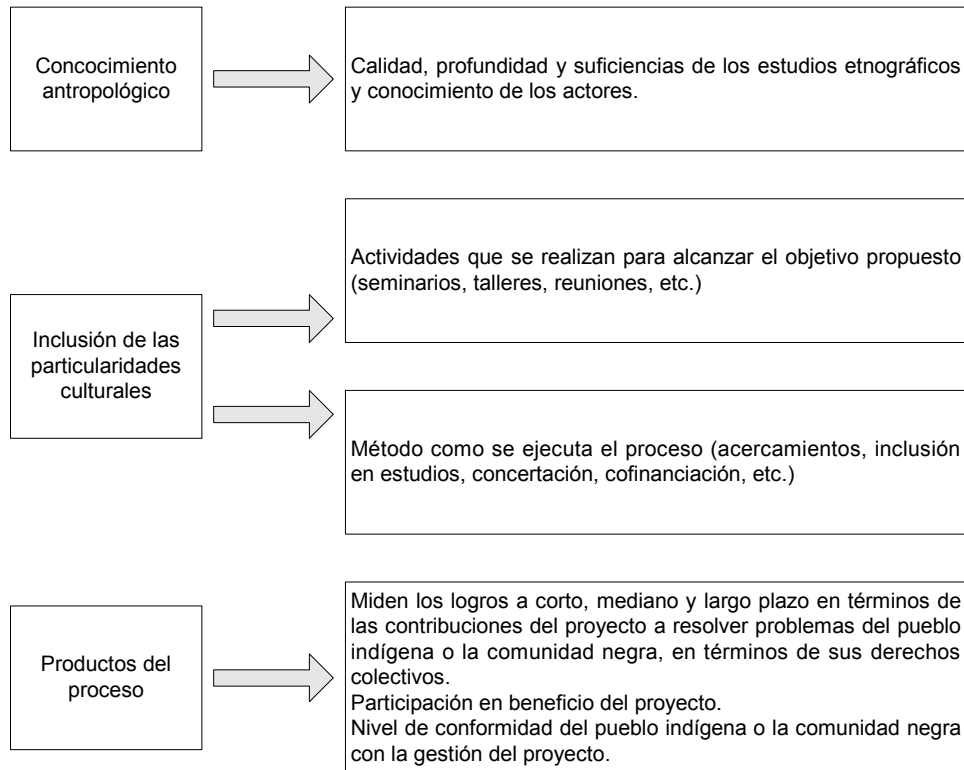 Concocimiento
antropológico
Calidad, profundidad y suficiencias de los estudios etnográficos
y conocimiento de los actores.
Actividades que se realizan para alcanzar el objetivo propuesto
(seminarios, talleres, reuniones, etc.)
Inclusión de las
particularidades
culturales
Método como se ejecuta el proceso (acercamientos, inclusión
en estudios, concertación, cofinanciación, etc.)
Productos del
proceso
Miden los logros a corto, mediano y largo plazo en términos de
las contribuciones del proyecto a resolver problemas del pueblo
indígena o la comunidad negra, en términos de sus derechos
colectivos.
Participación en beneficio del proyecto.
Nivel de conformidad del pueblo indígena o la comunidad negra
con la gestión del proyecto.